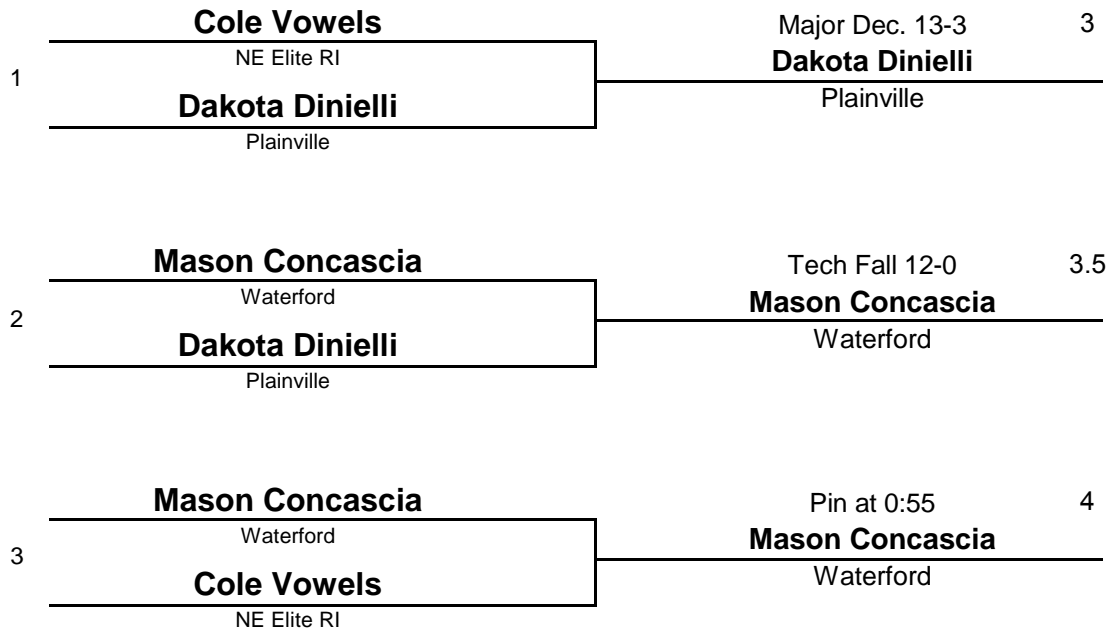 Cole Vowels
NE Elite RI
1
Dakota Dinielli
Plainville
Major Dec. 13-3 3
Dakota Dinielli
Plainville
Mason Concascia
Waterford
2
Dakota Dinielli
Plainville
Tech Fall 12-0 3.5
Mason Concascia
Waterford
Mason Concascia
Waterford
3
Cole Vowels
NE Elite RI
Pin at 0:55 4
Mason Concascia
Waterford